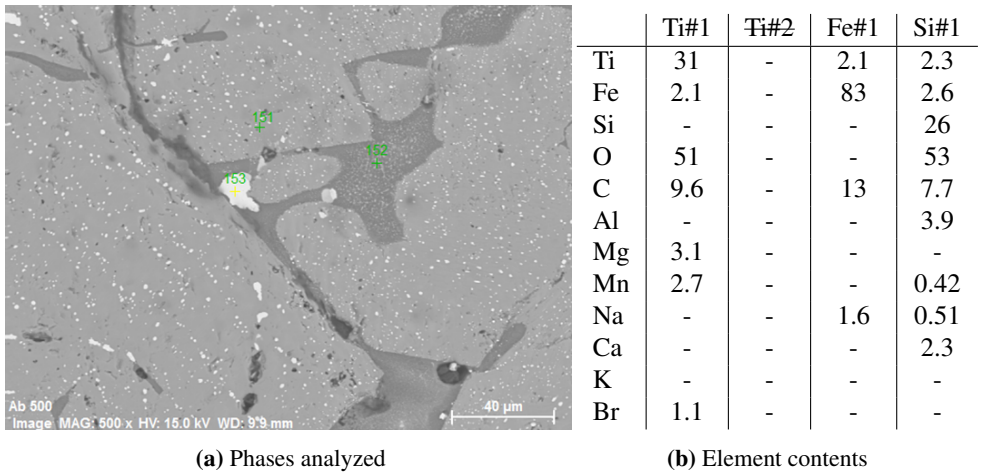 151
152
153
Ab 500
Image MAG: 500 x HV: 15.0 kV WD: 9.9 mm
40 µm
(a) Phases analyzed
Ti#1 Ti#2 Fe#1 Si#1
Ti 31 - 2.1 2.3
Fe 2.1 - 83 2.6
Si - - - 26
O 51 - - 53
C 9.6 - 13 7.7
Al - - - 3.9
Mg 3.1 - - -
Mn 2.7 - - 0.42
Na - - 1.6 0.51
Ca - - - 2.3
K - - - -
Br 1.1 - - -
(b) Element contents